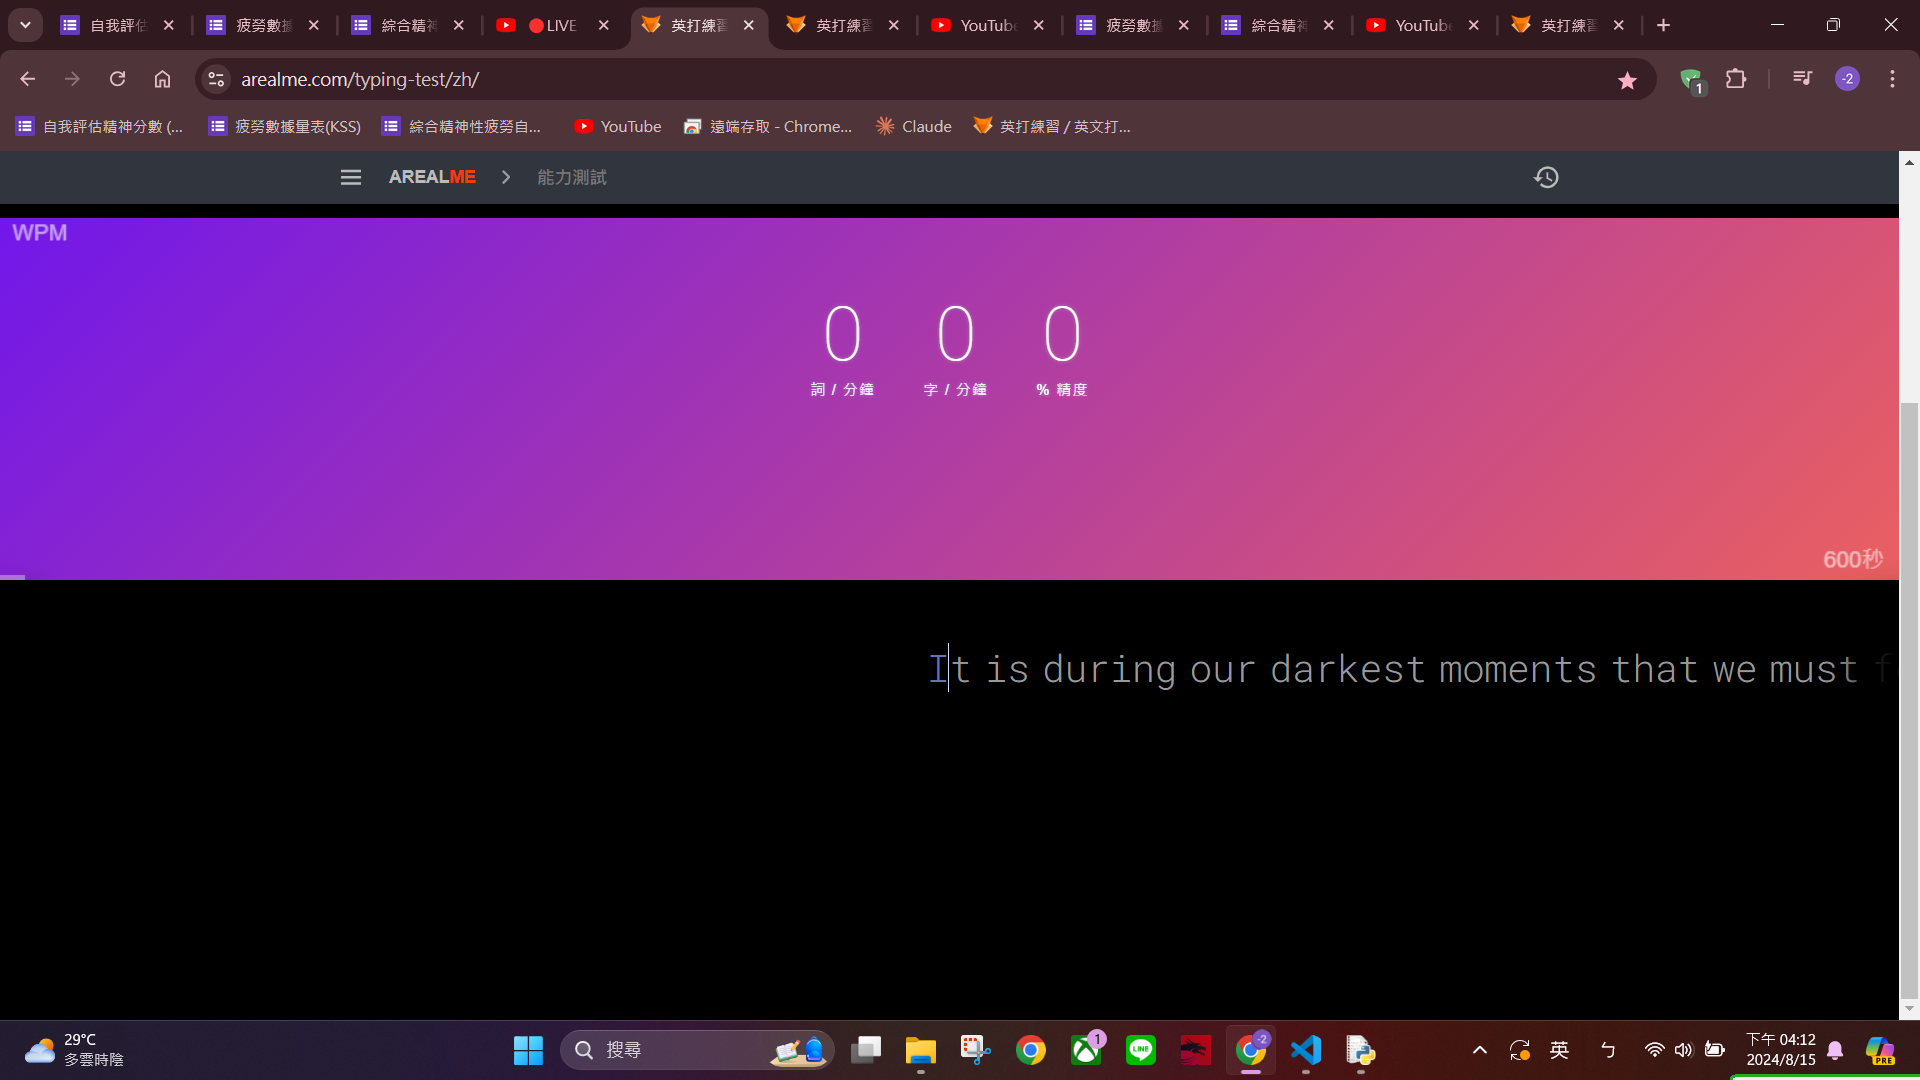 自我評估
疲勞數據
綜合精神
LIVE
英打練習
英打練習
YouTube
疲勞數據
綜合精神
YouTube
英打練習
arealme.com/typing-test/zh/
1
-2
自我評估精神分數 (...
疲勞數據量表(KSS)
綜合精神性疲勞自...
YouTube
遠端存取 - Chrome...
Claude
英打練習 / 英文打...
AREALME
能力測試
WPM
0 0 0
詞 / 分鐘 字 / 分鐘 % 精度
600秒
It is during our darkest moments that we must f
29°C
多雲時陰
搜尋
1
LINE
-2
英
ㄅ
下午 04:12
2024/8/15
PRE